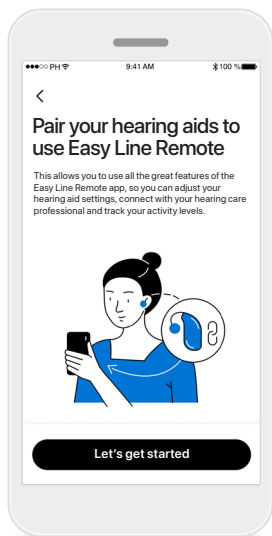 PH 9:41 AM 100 %
Pair your hearing aids to
use Easy Line Remote
This allows you to use all the great features of the
Easy Line Remote app, so you can adjust your
hearing aid settings, connect with your hearing care
professional and track your activity levels.
Let's get started